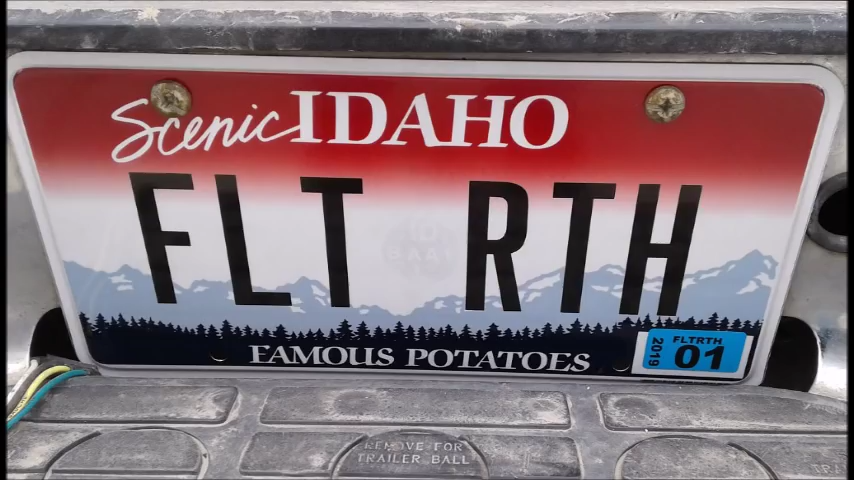 Scenic IDAHO
FLT RTH
FAMOUS POTATOES
FLTRTH
2019
01
REMOVE FOR
TRAILER BALL